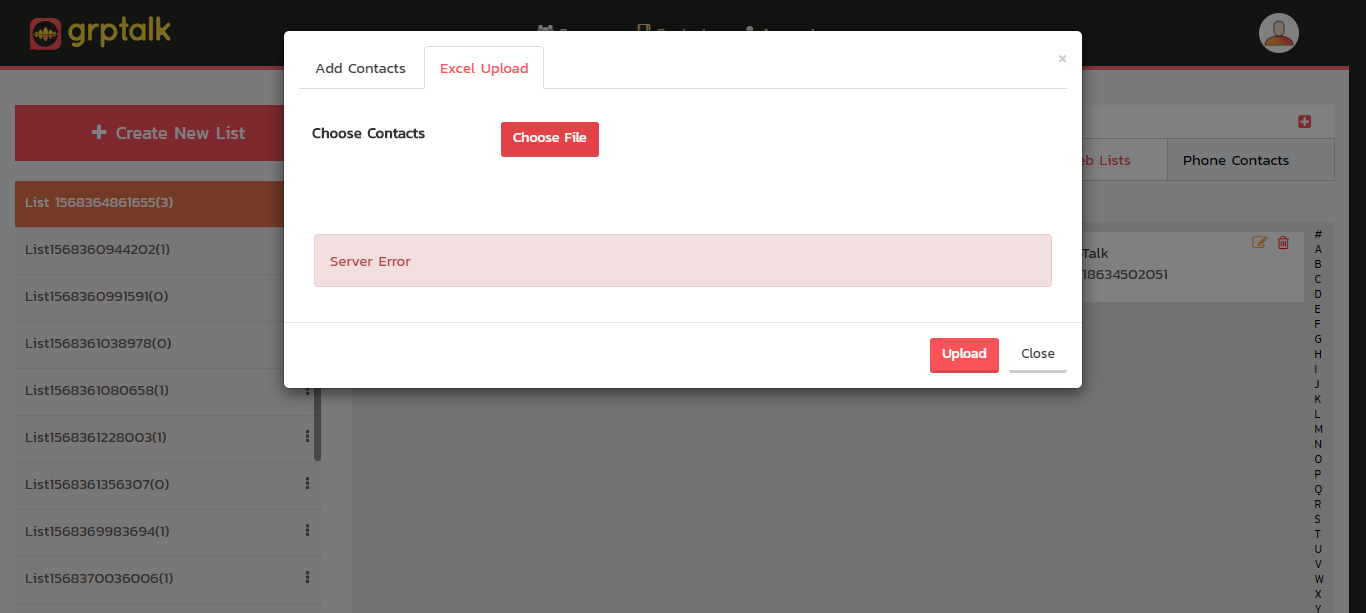 grptalk
Add Contacts
Excel Upload
×
Create New List
Choose Contacts
Choose File
Lists
Phone Contacts
List 1568364861655(3)
List1568360944202(1)
List1568360991591(0)
List1568361038978(0)
List1568361080658(1)
List1568361228003(1)
List1568361356307(0)
List1568369983694(1)
List1568370036006(1)
Server Error
Talk
18634502051
Upload
Close
#
A
B
C
D
E
F
G
H
I
J
K
L
M
N
O
P
Q
R
S
T
U
V
W
X
Y